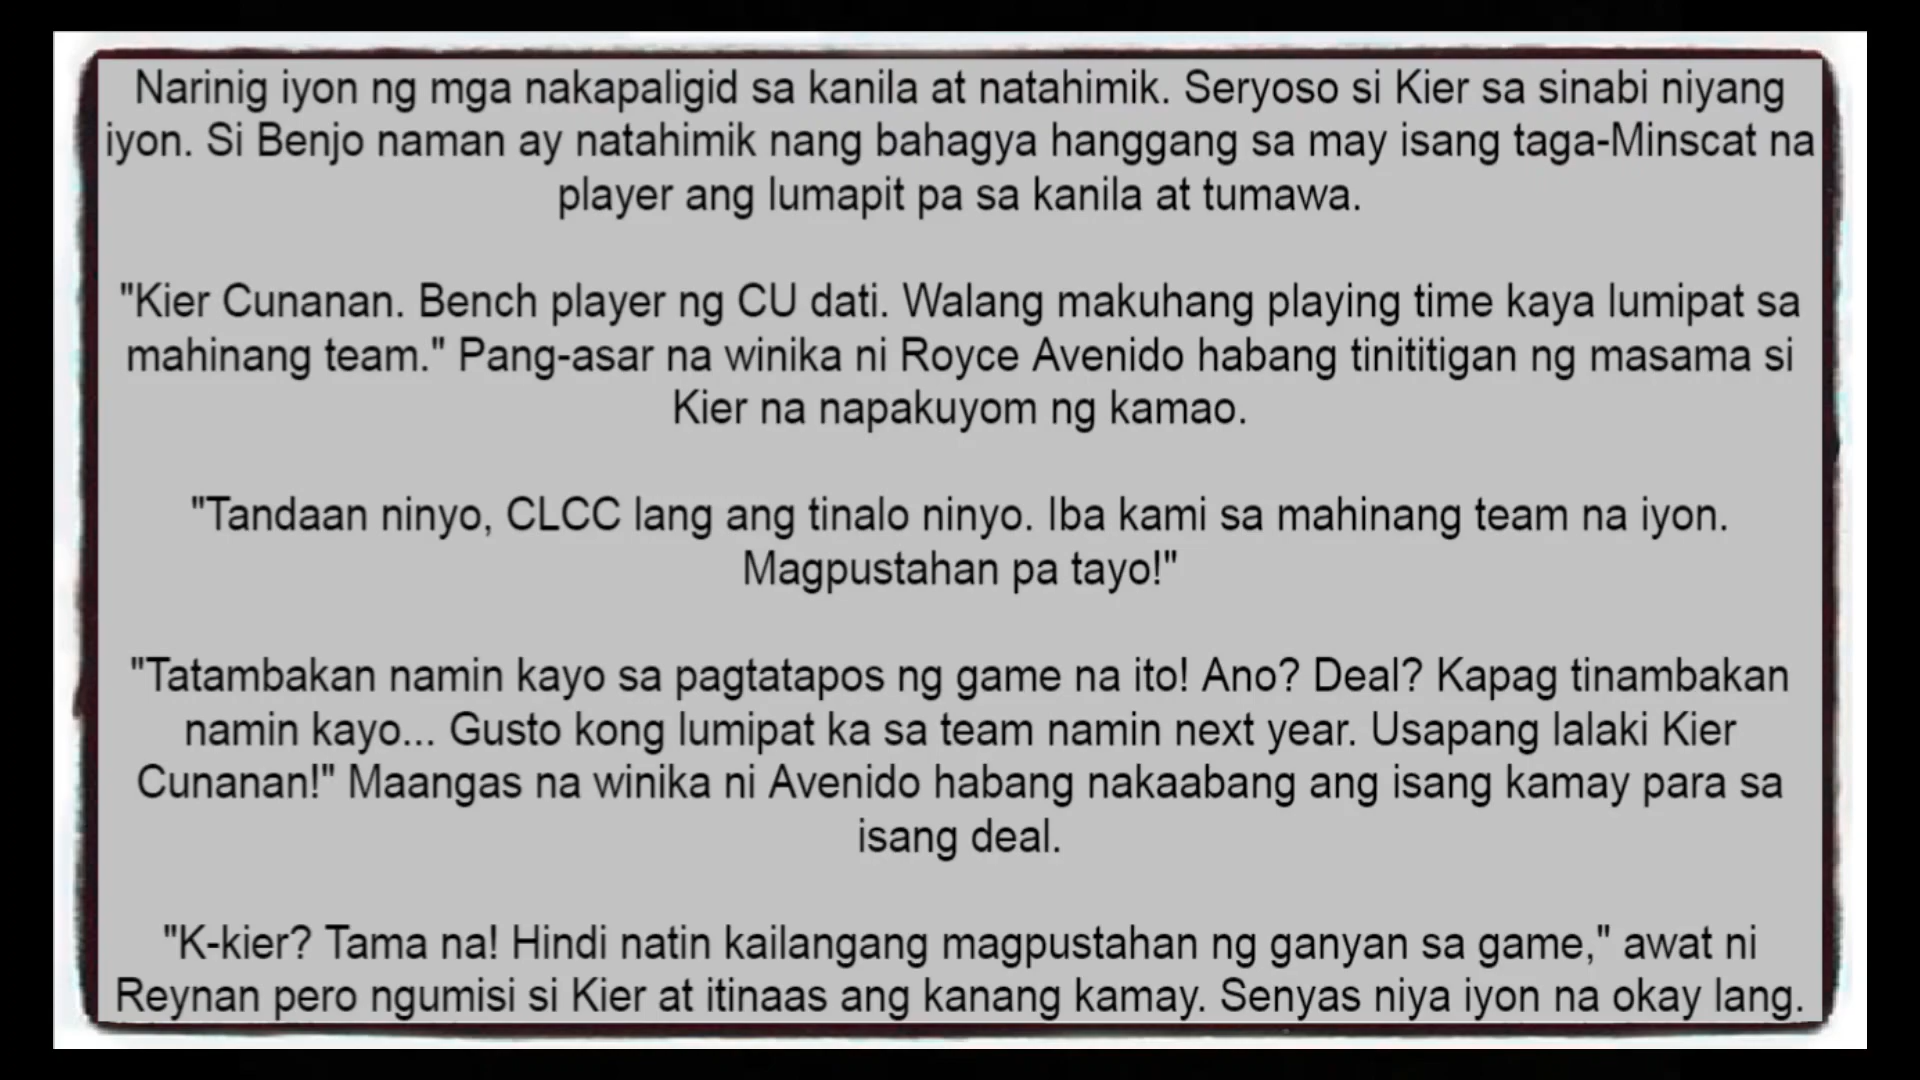 Narinig iyon ng mga nakapaligid sa kanila at natahimik. Seryoso si Kier sa sinabi niyang
iyon. Si Benjo naman ay natahimik nang bahagya hanggang sa may isang taga-Minscat na
player ang lumapit pa sa kanila at tumawa.
"Kier Cunanan. Bench player ng CU dati. Walang makuhang playing time kaya lumipat sa
mahinang team." Pang-asar na winika ni Royce Avenido habang tinititigan ng masama si
Kier na napakuyom ng kamao.
"Tandaan ninyo, CLCC lang ang tinalo ninyo. Iba kami sa mahinang team na iyon.
Magpustahan pa tayo!"
"Tatambakan namin kayo sa pagtatapos ng game na ito! Ano? Deal? Kapag tinambakan
namin kayo... Gusto kong lumipat ka sa team namin next year. Usapang lalaki Kier
Cunanan!" Maangas na winika ni Avenido habang nakaabang ang isang kamay para sa
isang deal.
"K-kier? Tama na! Hindi natin kailangang magpustahan ng ganyan sa game," awat ni
Reynan pero ngumisi si Kier at itinaas ang kanang kamay. Senyas niya iyon na okay lang.